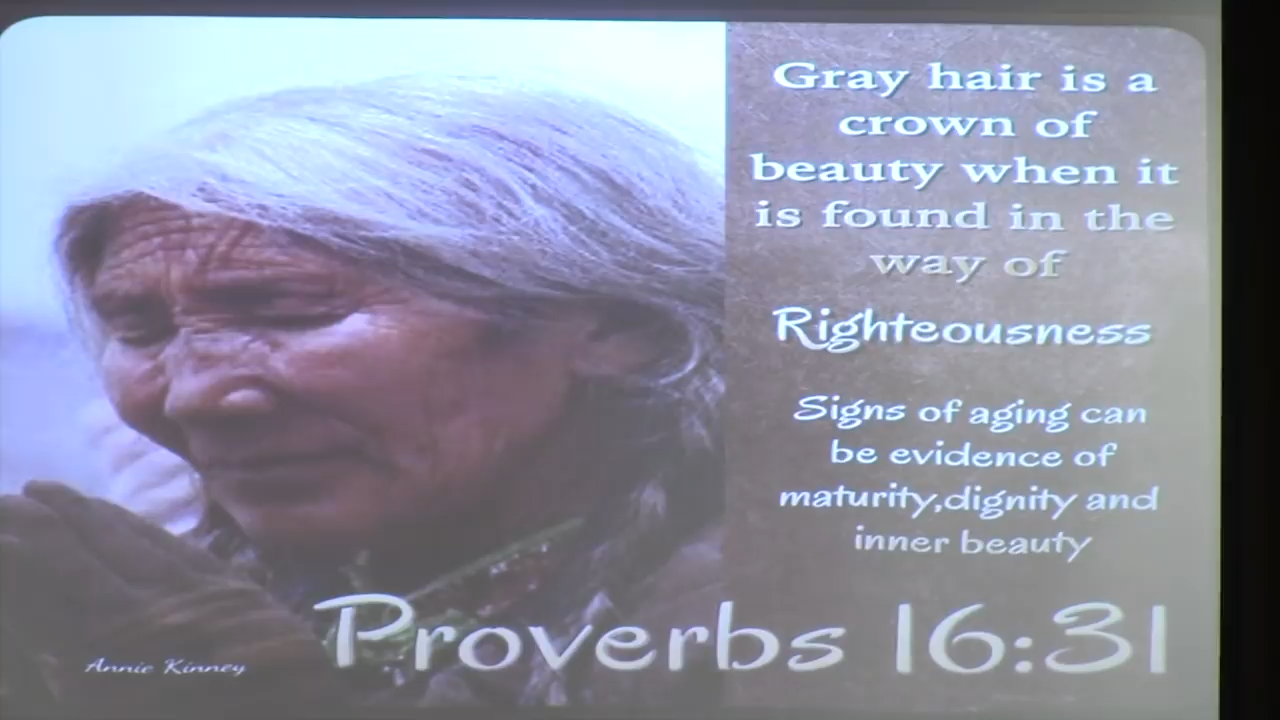 Gray hair is a
crown of
beauty when it
is found in the
way of
Righteousness
Signs of aging can
be evidence of
maturity,dignity and
inner beauty
Proverbs 16:31
Annie Kinney